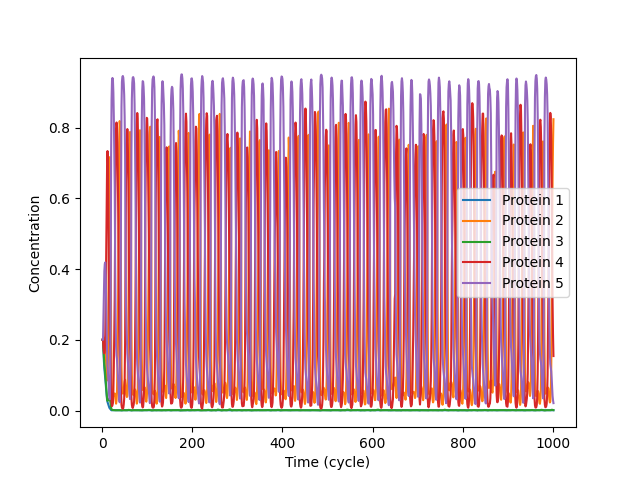 0.8
0.6
0.4
0.2
0.0
Concentration
0
200
400
600
800
1000
Time (cycle)
Protein 1
Protein 2
Protein 3
Protein 4
Protein 5